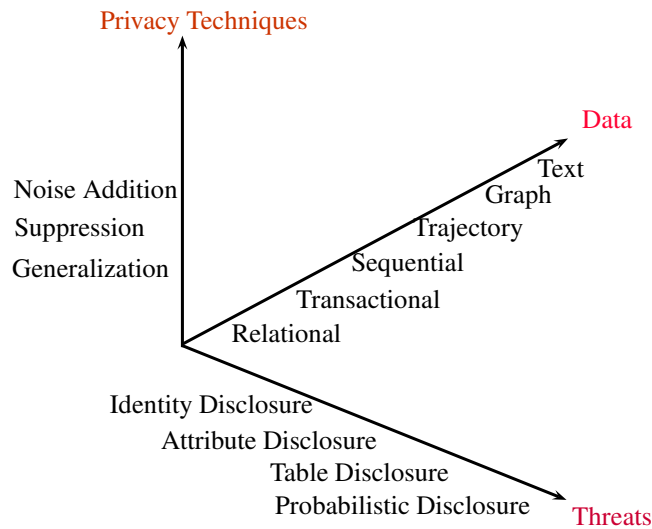 Privacy Techniques
Data
Text
Noise Addition
Graph
Suppression
Trajectory
Generalization
Sequential
Transactional
Relational
Identity Disclosure
Attribute Disclosure
Table Disclosure
Probabilistic Disclosure
Threats